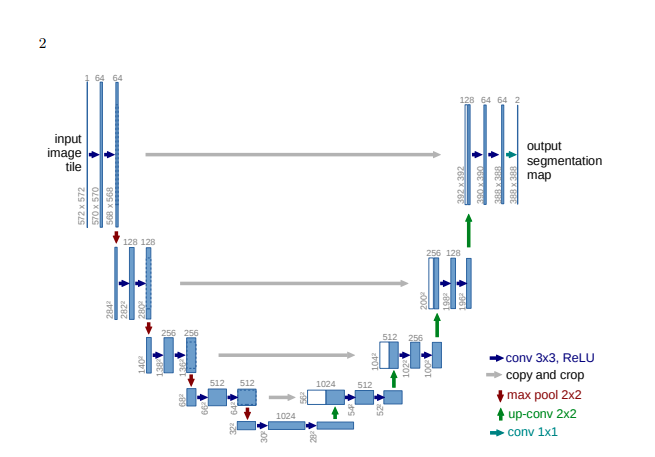 2
1 64 64
input
image
tile
572 x 572
570 x 570
568 x 568
128 64 64 2
output
segmentation
map
392 x 392
390 x 390
388 x 388
388 x 388
128 128
284²
282²
280²
256 128
200²
198²
196²
256 256
140²
138²
136²
512 256
104²
102²
100²
512 512
68²
66²
64²
1024 512
56²
54²
52²
1024
32²
30²
28²
conv 3x3, ReLU
copy and crop
max pool 2x2
up-conv 2x2
conv 1x1